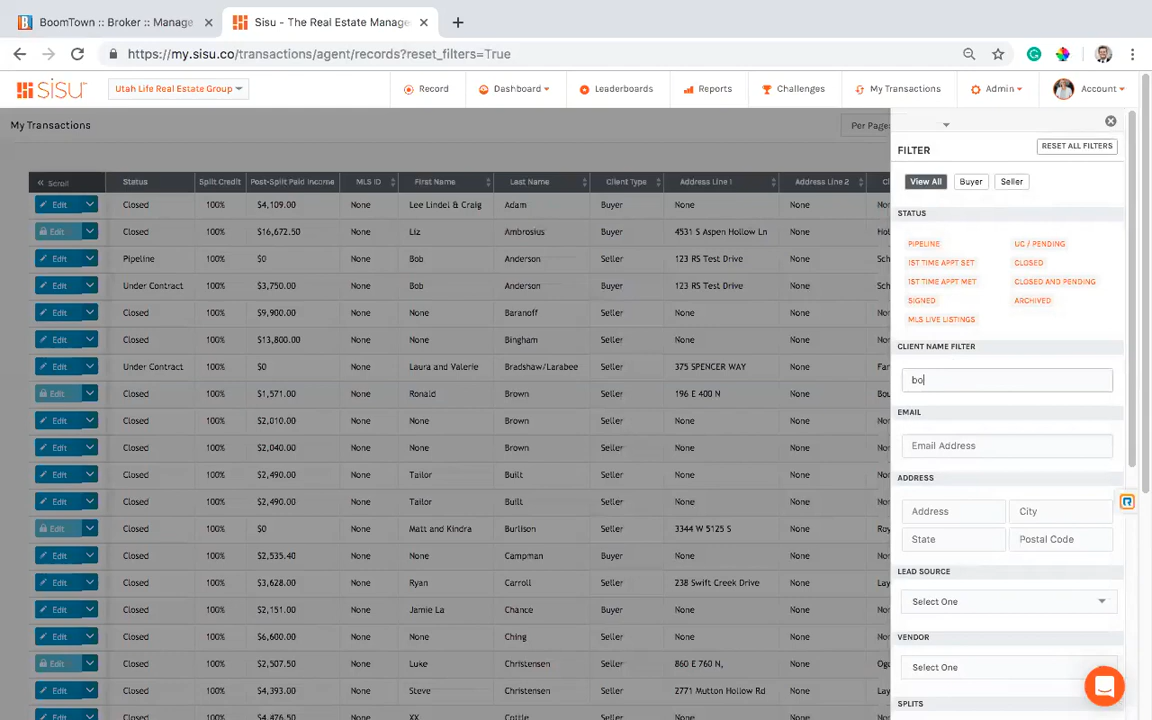 BoomTown :: Broker :: Manage
Sisu - The Real Estate Manage
https://my.sisu.co/transactions/agent/records?reset_filters=True
sisu
Utah Life Real Estate Group
Record
Dashboard
Leaderboards
Reports
Challenges
My Transactions
Admin
Account
My Transactions
Per Page
Scroll Status Split Credit Post-Split Paid Income MLS ID First Name Last Name Client Type Address Line 1 Address Line 2
Edit Closed 100% $4,109.00 None Lee Lindel & Craig Adam Buyer None None
Edit Closed 100% $16,672.50 None Liz Ambrosius Buyer 4531 S Aspen Hollow Ln None
Edit Pipeline 100% $0 None Bob Anderson Seller 123 RS Test Drive None
Edit Under Contract 100% $3,750.00 None Bob Anderson Buyer 123 RS Test Drive None
Edit Closed 100% $9,900.00 None None Baranoff Seller None None
Edit Closed 100% $13,800.00 None None Bingham Seller None None
Edit Under Contract 100% $0 None Laura and Valerie Bradshaw/Larabee Seller 375 SPENCER WAY None
Edit Closed 100% $1,571.00 None Ronald Brown Seller 196 E 400 N None
Edit Closed 100% $2,010.00 None None Brown Seller None None
Edit Closed 100% $2,040.00 None None Brown Seller None None
Edit Closed 100% $2,490.00 None Tailor Built Seller None None
Edit Closed 100% $2,490.00 None Tailor Built Seller None None
Edit Closed 100% $0 None Matt and Kindra Burlison Seller 3344 W 5125 S None
Edit Closed 100% $2,535.40 None None Campman Buyer None None
Edit Closed 100% $3,628.00 None Ryan Carroll Seller 238 Swift Creek Drive None
Edit Closed 100% $2,151.00 None Jamie La Chance Buyer None None
Edit Closed 100% $6,600.00 None None Ching Seller None None
Edit Closed 100% $2,507.50 None Luke Christensen Seller 860 E 760 N, None
Edit Closed 100% $4,393.00 None Steve Christensen Seller 2771 Mutton Hollow Rd None
Closed 100% $4,476.50 None XX Cottle Seller None None
FILTER
RESET ALL FILTERS
View All Buyer Seller
STATUS
PIPELINE UC / PENDING
1ST TIME APPT SET CLOSED
1ST TIME APPT MET CLOSED AND PENDING
SIGNED ARCHIVED
MLS LIVE LISTINGS
CLIENT NAME FILTER
bo
EMAIL
Email Address
ADDRESS
Address City
State Postal Code
LEAD SOURCE
Select One
VENDOR
Select One
SPLITS